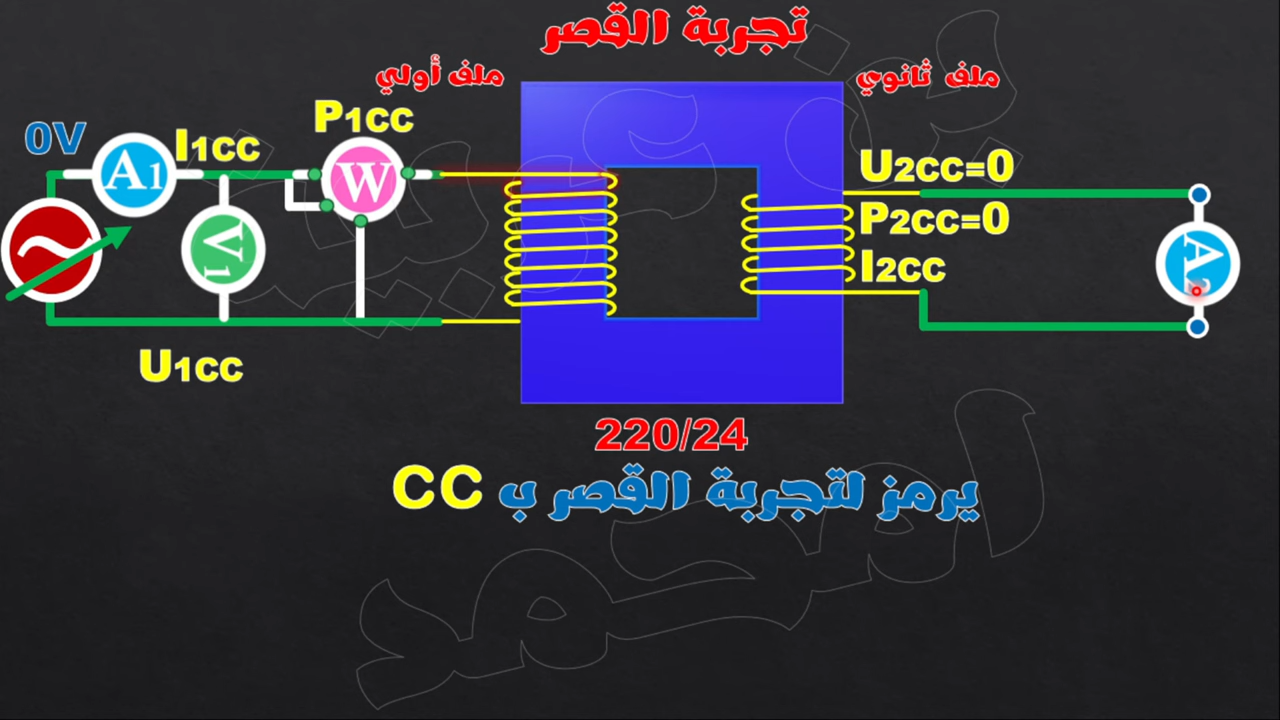 تجربة القصر
ملف أولي
ملف ثانوي
0V
A1
I1CC
P1CC
W
V1
U1CC
U2CC=0
P2CC=0
I2CC
A2
220/24
يرمز لتجربة القصر ب CC